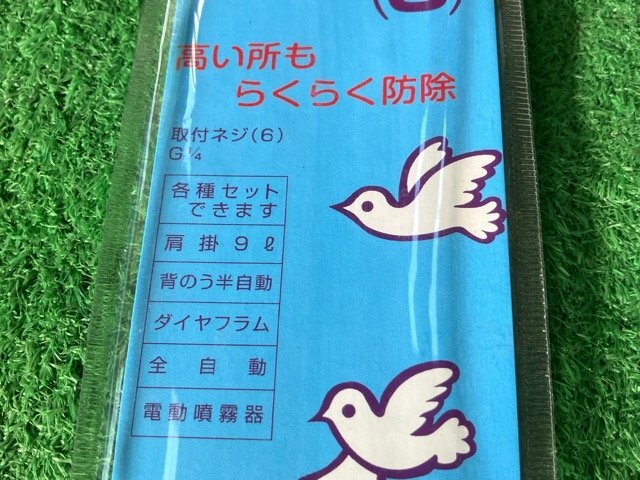 高い所も
らくらく防除
取付ネジ(6)
G¼
各種セット
できます
肩掛9ℓ
背のう半自動
ダイヤフラム
全自動
電動噴霧器